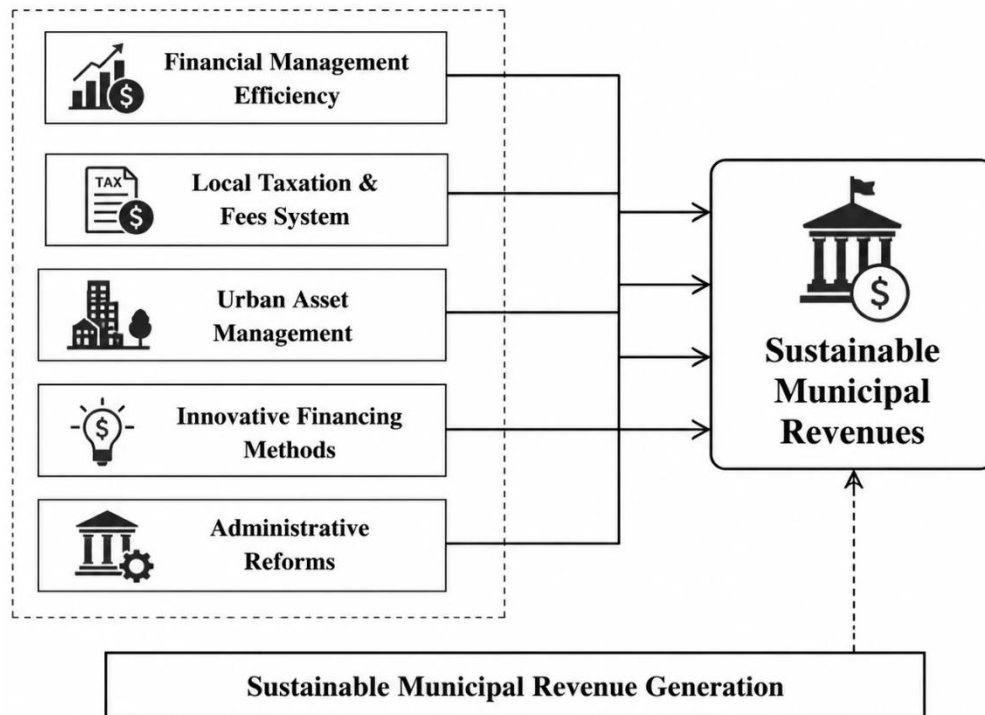 Financial Management
Efficiency
TAX
$
$
Local Taxation &
Fees System
Urban Asset
Management
$
Innovative Financing
Methods
Administrative
Reforms
$
Sustainable
Municipal
Revenues
Sustainable Municipal Revenue Generation